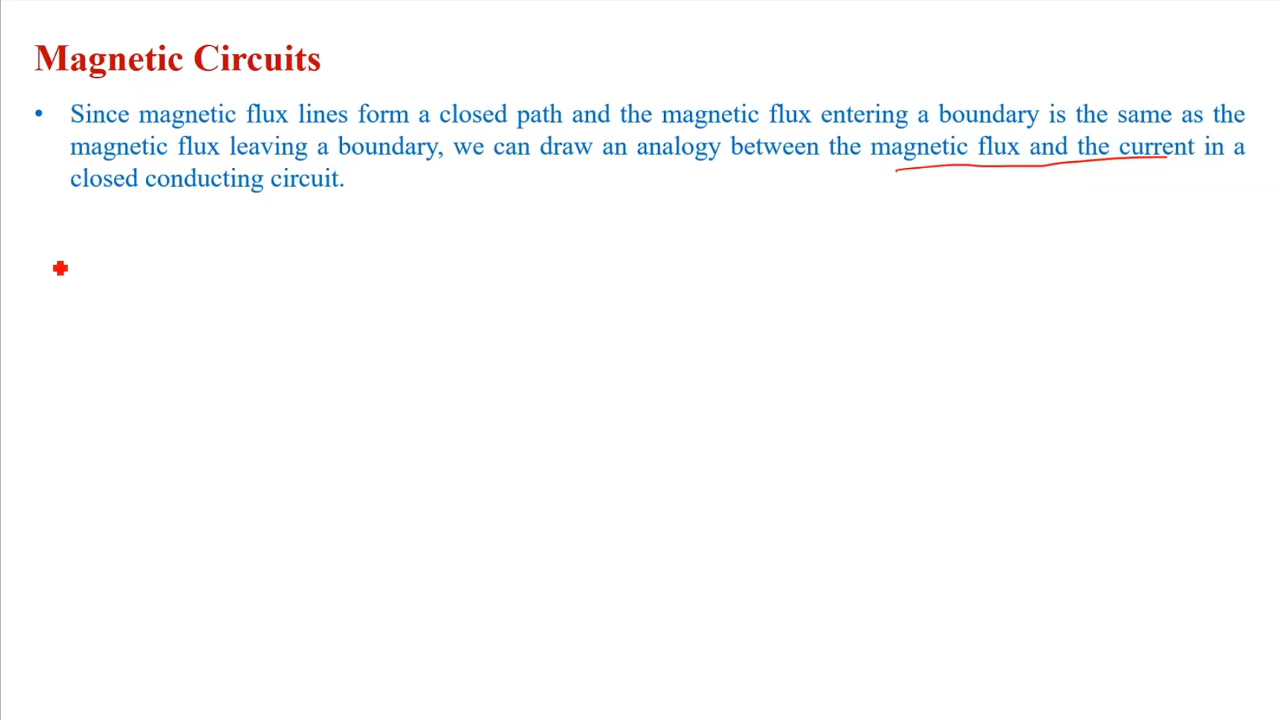 Magnetic Circuits
• Since magnetic flux lines form a closed path and the magnetic flux entering a boundary is the same as the
magnetic flux leaving a boundary, we can draw an analogy between the magnetic flux and the current in a
closed conducting circuit.